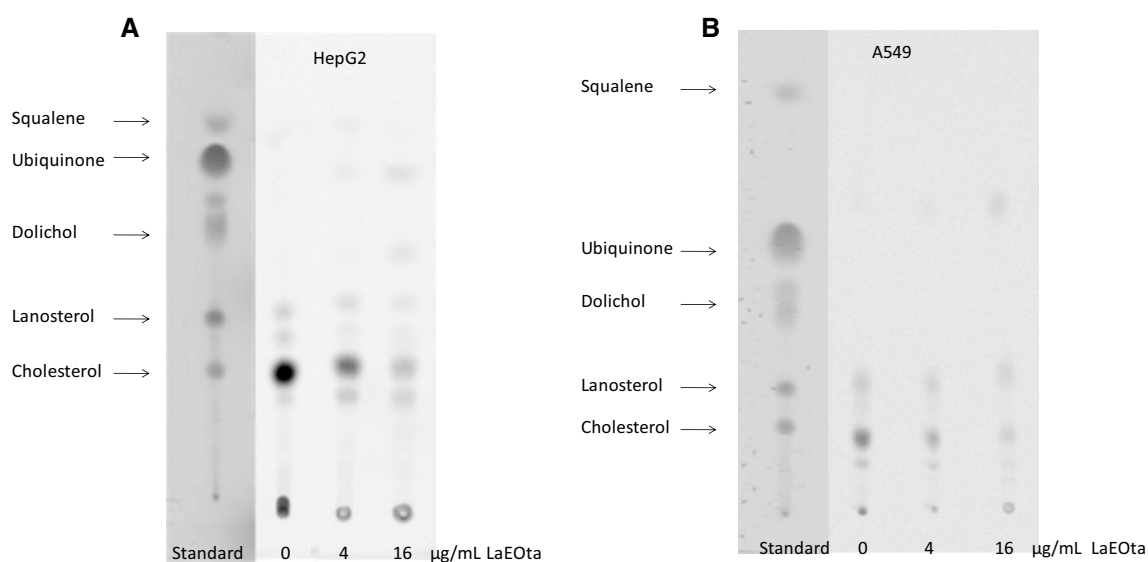 A
HepG2
Squalene
Ubiquinone
Dolichol
Lanosterol
Cholesterol
Standard 0 4 16 µg/mL LaEOta
B
A549
Squalene
Ubiquinone
Dolichol
Lanosterol
Cholesterol
Standard 0 4 16 µg/mL LaEOta